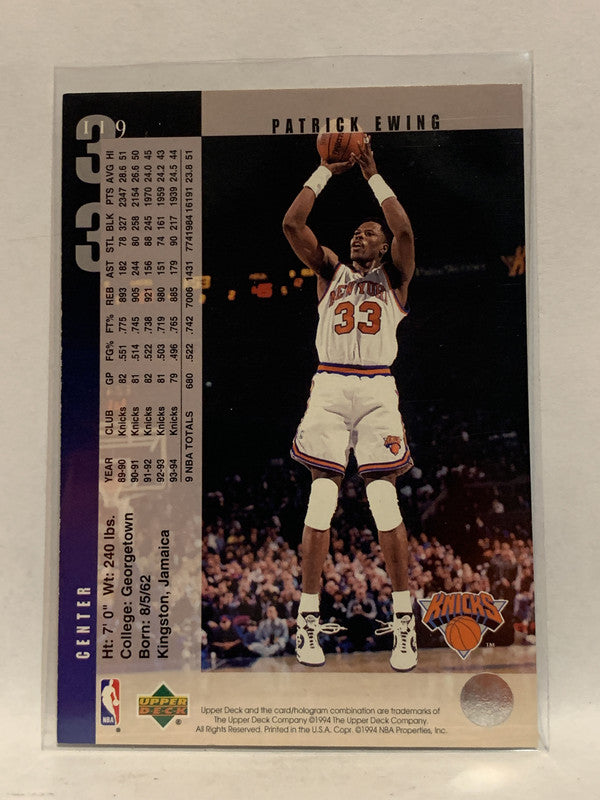 119
33
PATRICK EWING
NEW YORK
33
CENTER
Ht: 7' 0" Wt: 240 lbs.
College: Georgetown
Born: 8/5/62
Kingston, Jamaica
YEAR CLUB GP FG% FT% REB AST STL BLK PTS AVG HI
89-90 Knicks 82 .551 .775 893 182 78 327 2347 28.6 51
90-91 Knicks 81 .514 .745 905 244 80 258 2154 26.6 50
91-92 Knicks 82 .522 .738 921 156 88 245 1970 24.0 45
92-93 Knicks 81 .503 .719 980 151 74 161 1959 24.2 43
93-94 Knicks 79 .496 .765 885 179 90 217 1939 24.5 44
9 NBA TOTALS 680 .522 .742 7006 1431 774 1984 16191 23.8 51
KNICKS
TM
NBA
®
UPPER
DECK
®
Upper Deck and the card/hologram combination are trademarks of
The Upper Deck Company ©1994 The Upper Deck Company.
All Rights Reserved. Printed in the U.S.A. Copr. ©1994 NBA Properties, Inc.